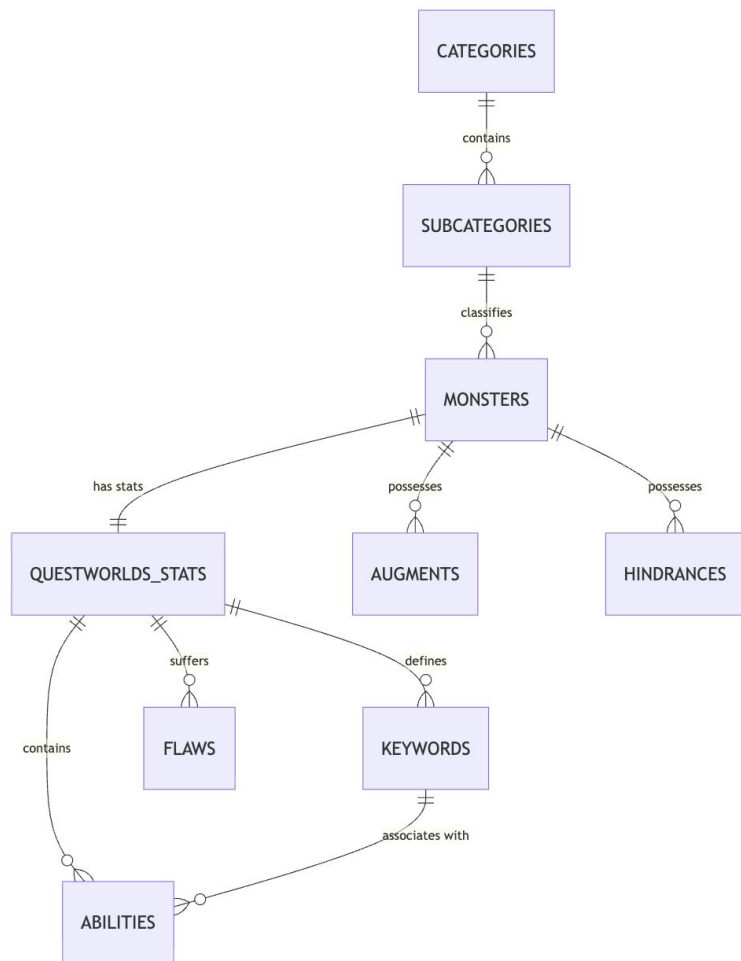 CATEGORIES
contains
SUBCATEGORIES
classifies
MONSTERS
has stats
possesses
possesses
QUESTWORLDS_STATS
AUGMENTS
HINDRANCES
suffers
defines
contains
FLAWS
KEYWORDS
associates with
ABILITIES